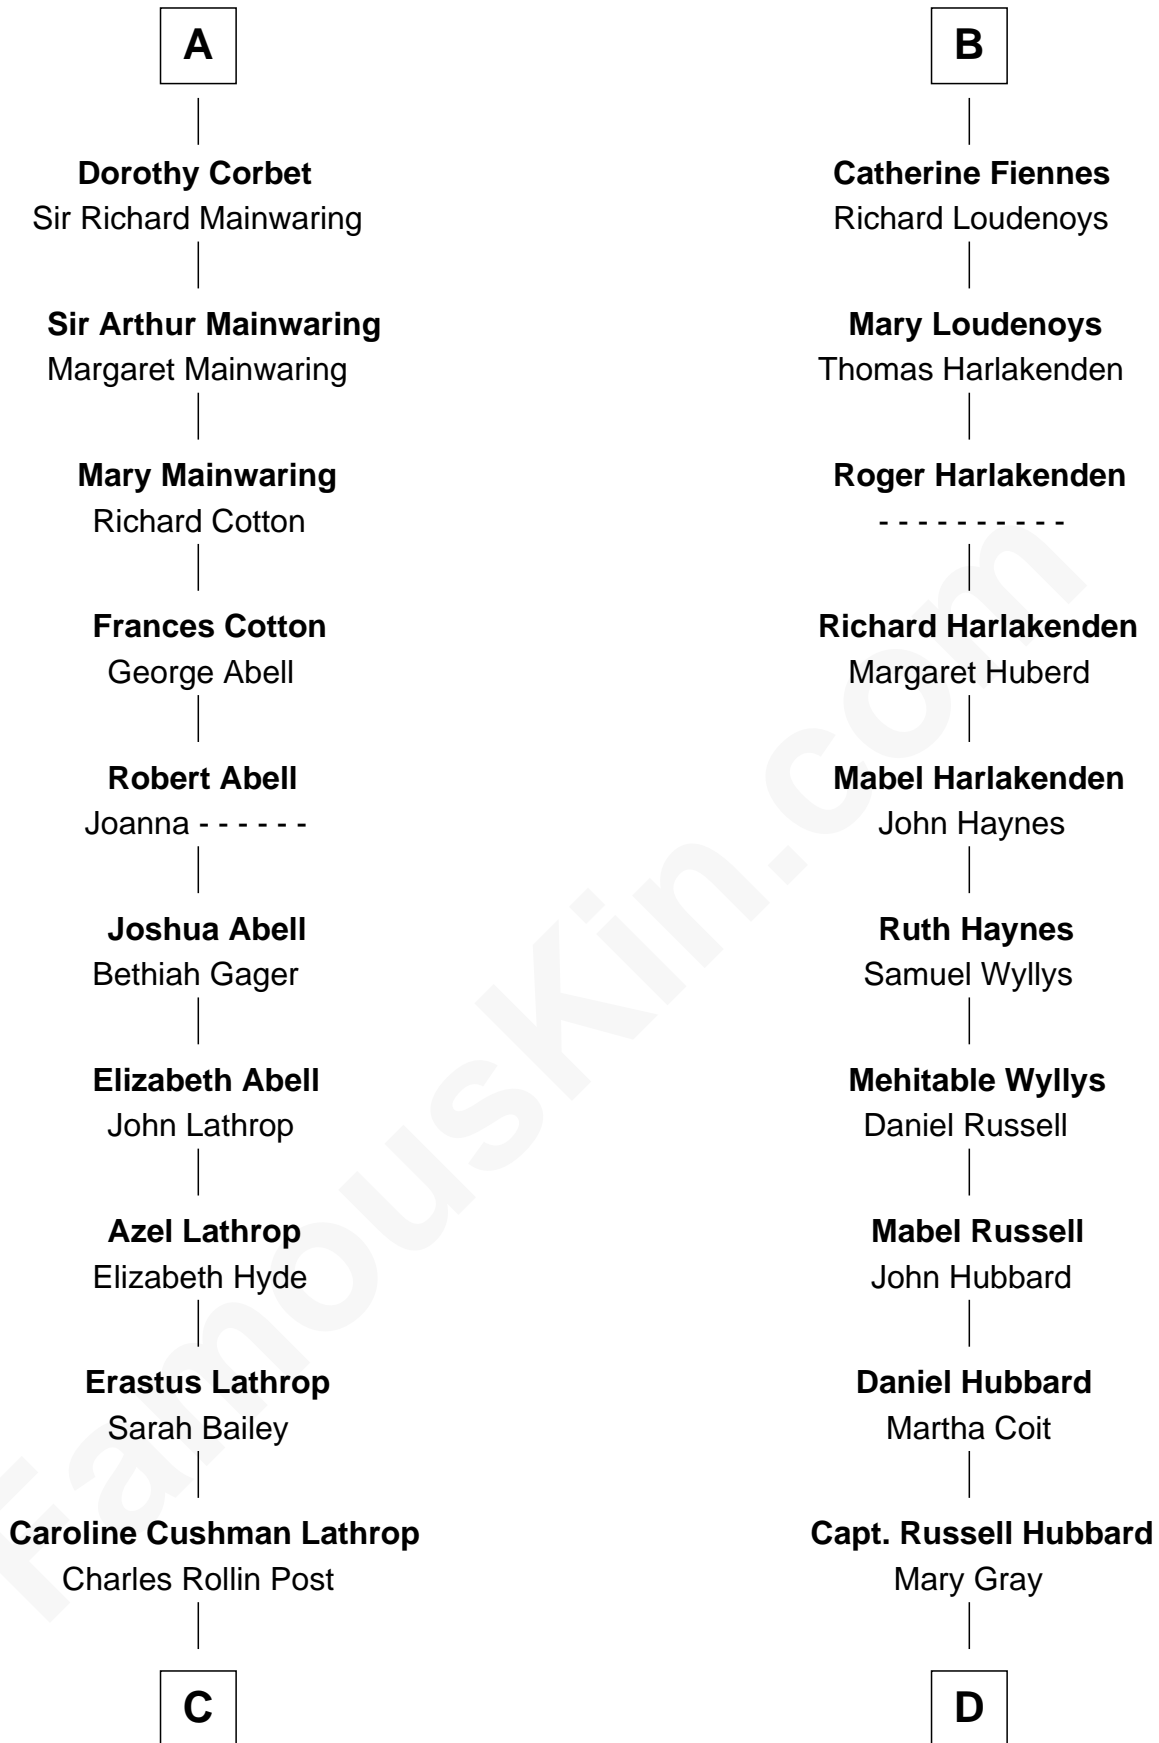 A
Dorothy Corbet
Sir Richard Mainwaring
Sir Arthur Mainwaring
Margaret Mainwaring
Mary Mainwaring
Richard Cotton
Frances Cotton
George Abell
Robert Abell
Joanna - - - - - -
Joshua Abell
Bethiah Gager
Elizabeth Abell
John Lathrop
Azel Lathrop
Elizabeth Hyde
Erastus Lathrop
Sarah Bailey
Caroline Cushman Lathrop
Charles Rollin Post
C
B
Catherine Fiennes
Richard Loudenoys
Mary Loudenoys
Thomas Harlakenden
Roger Harlakenden
- - - - - - - - - -
Richard Harlakenden
Margaret Huberd
Mabel Harlakenden
John Haynes
Ruth Haynes
Samuel Wyllys
Mehitable Wyllys
Daniel Russell
Mabel Russell
John Hubbard
Daniel Hubbard
Martha Coit
Capt. Russell Hubbard
Mary Gray
D
FamousKin.com